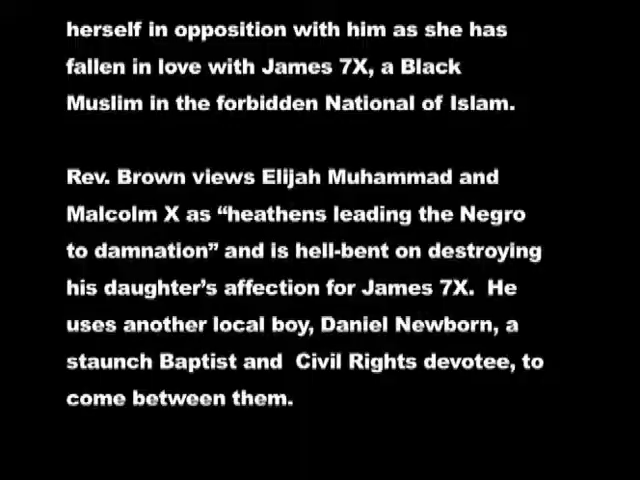 herself in opposition with him as she has
fallen in love with James 7X, a Black
Muslim in the forbidden National of Islam.
Rev. Brown views Elijah Muhammad and
Malcolm X as “heathens leading the Negro
to damnation” and is hell-bent on destroying
his daughter’s affection for James 7X.  He
uses another local boy, Daniel Newborn, a
staunch Baptist and  Civil Rights devotee, to
come between them.